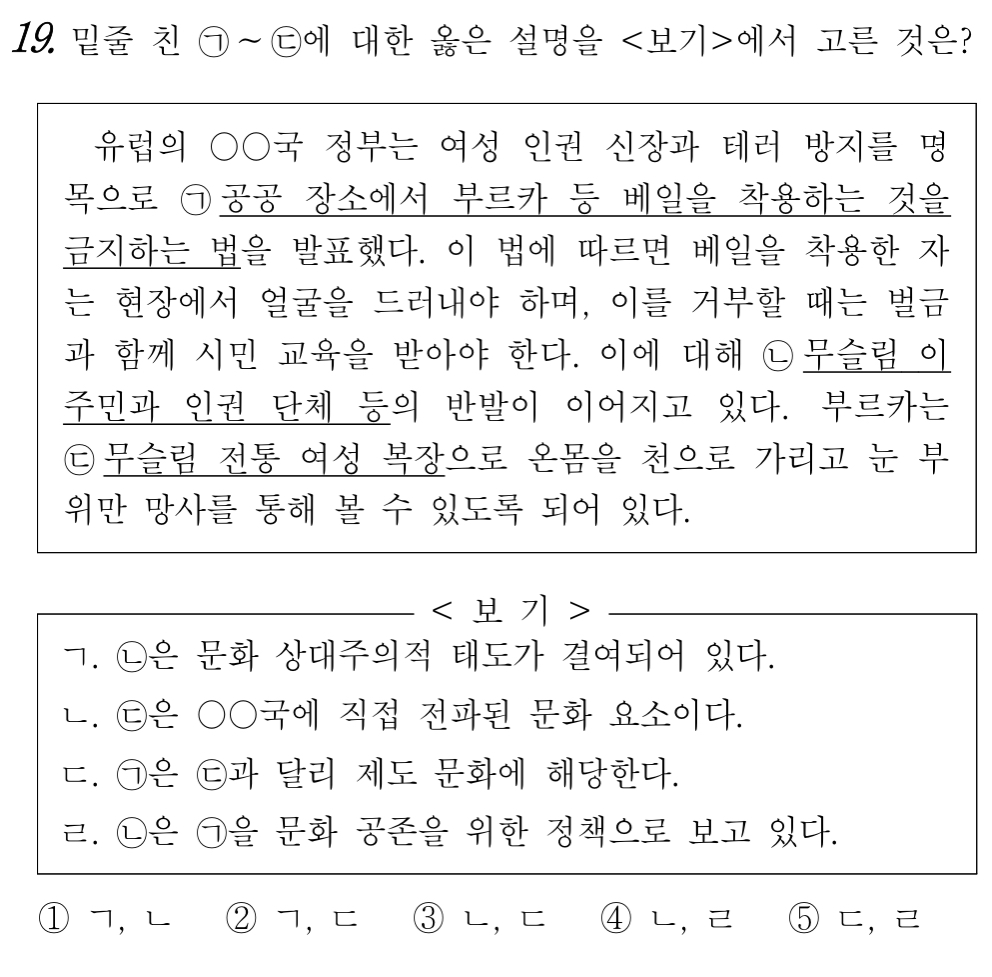 19. 밑줄 친 ㉠~㉢에 대한 옳은 설명을 <보기>에서 고른 것은?
유럽의 ○○국 정부는 여성 인권 신장과 테러 방지를 명
목으로 ㉠ 공공 장소에서 부르카 등 베일을 착용하는 것을
금지하는 법을 발표했다. 이 법에 따르면 베일을 착용한 자
는 현장에서 얼굴을 드러내야 하며, 이를 거부할 때는 벌금
과 함께 시민 교육을 받아야 한다. 이에 대해 ㉡ 무슬림 이
주민과 인권 단체 등의 반발이 이어지고 있다. 부르카는
㉢ 무슬림 전통 여성 복장으로 온몸을 천으로 가리고 눈 부
위만 망사를 통해 볼 수 있도록 되어 있다.
< 보 기 >
ㄱ. ㉡은 문화 상대주의적 태도가 결여되어 있다.
ㄴ. ㉢은 ○○국에 직접 전파된 문화 요소이다.
ㄷ. ㉠은 ㉢과 달리 제도 문화에 해당한다.
ㄹ. ㉡은 ㉠을 문화 공존을 위한 정책으로 보고 있다.
① ㄱ, ㄴ ② ㄱ, ㄷ ③ ㄴ, ㄷ ④ ㄴ, ㄹ ⑤ ㄷ, ㄹ